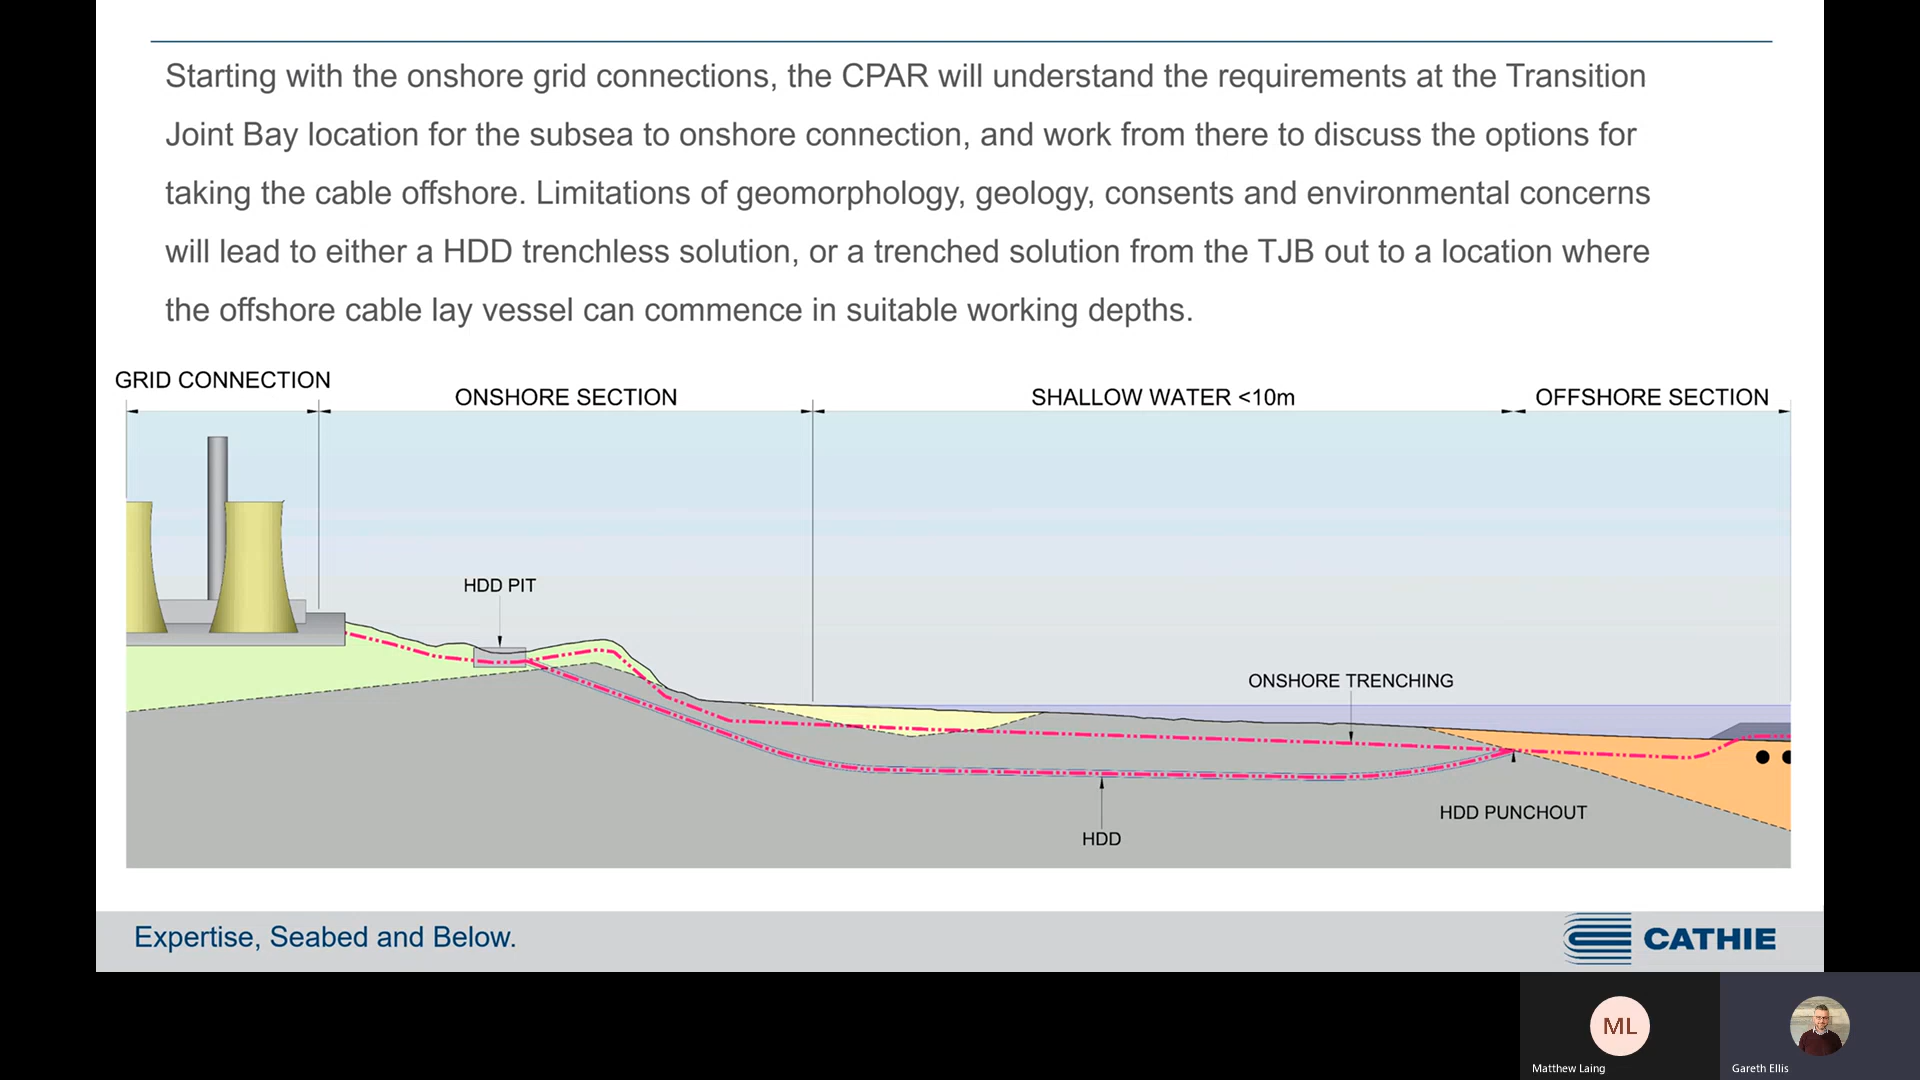 Starting with the onshore grid connections, the CPAR will understand the requirements at the Transition
Joint Bay location for the subsea to onshore connection, and work from there to discuss the options for
taking the cable offshore. Limitations of geomorphology, geology, consents and environmental concerns
will lead to either a HDD trenchless solution, or a trenched solution from the TJB out to a location where
the offshore cable lay vessel can commence in suitable working depths.
GRID CONNECTION
ONSHORE SECTION
SHALLOW WATER <10m
OFFSHORE SECTION
HDD PIT
ONSHORE TRENCHING
HDD PUNCHOUT
HDD
Expertise, Seabed and Below.
CATHIE
ML
Matthew Laing
Gareth Ellis